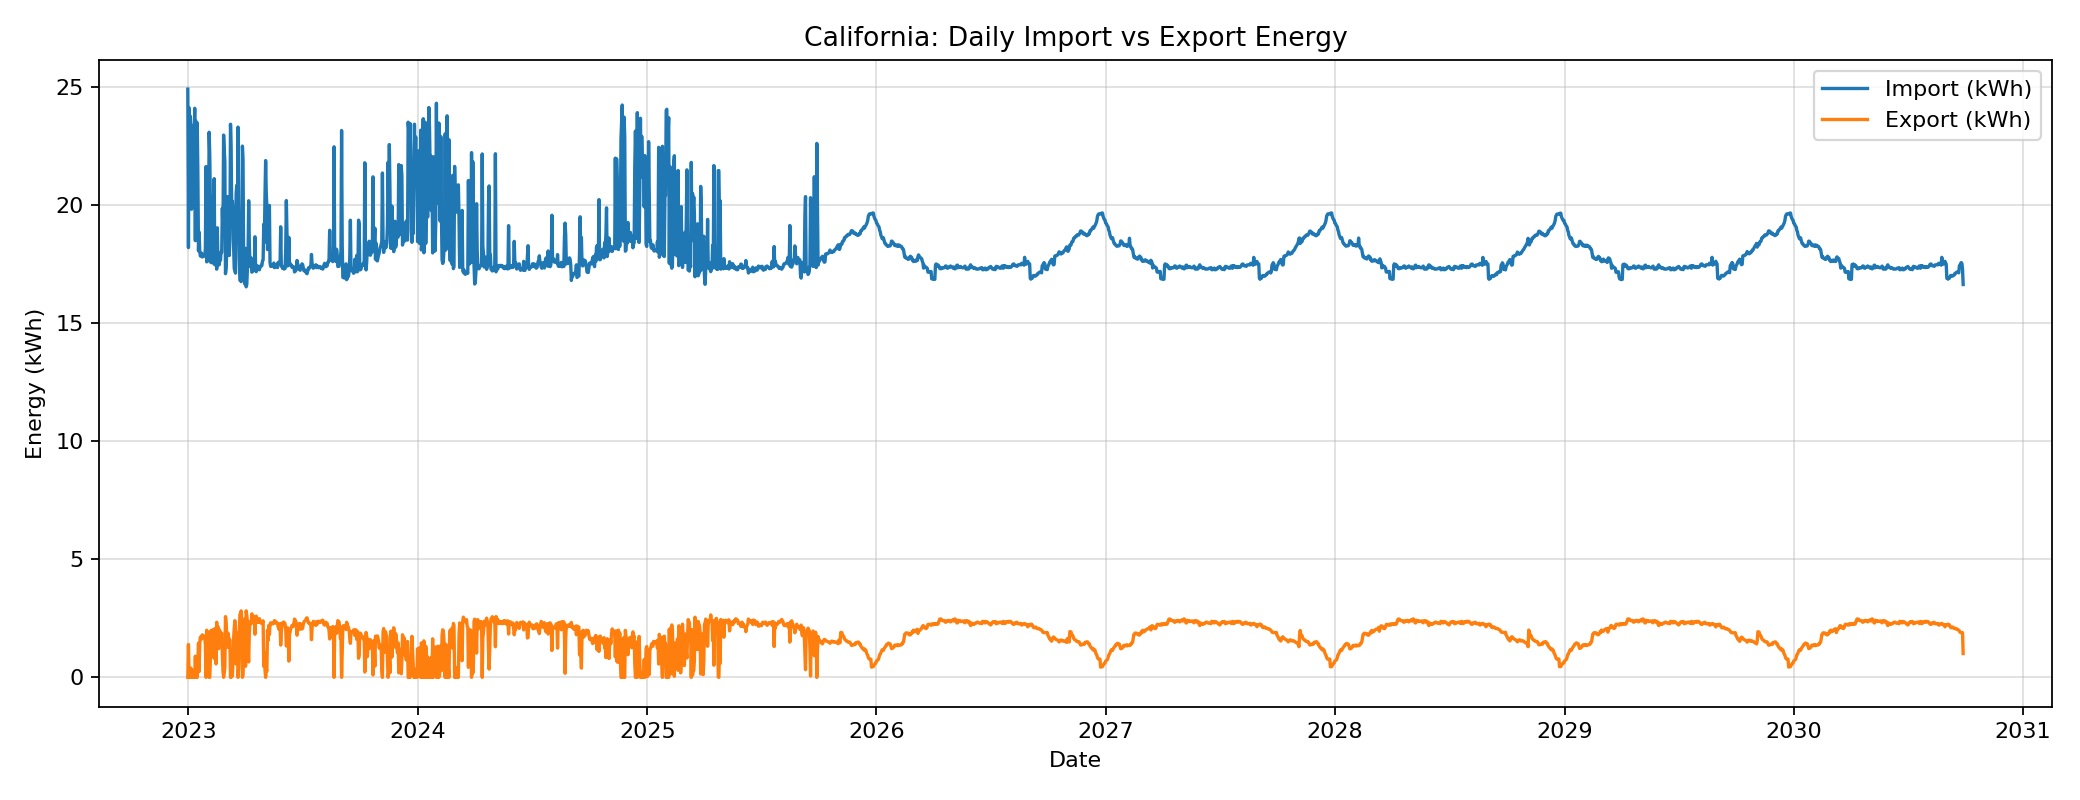 California: Daily Import vs Export Energy
Import (kWh)
Export (kWh)
Energy (kWh)
25
20
15
10
5
0
2023 2024 2025 2026 2027 2028 2029 2030 2031
Date